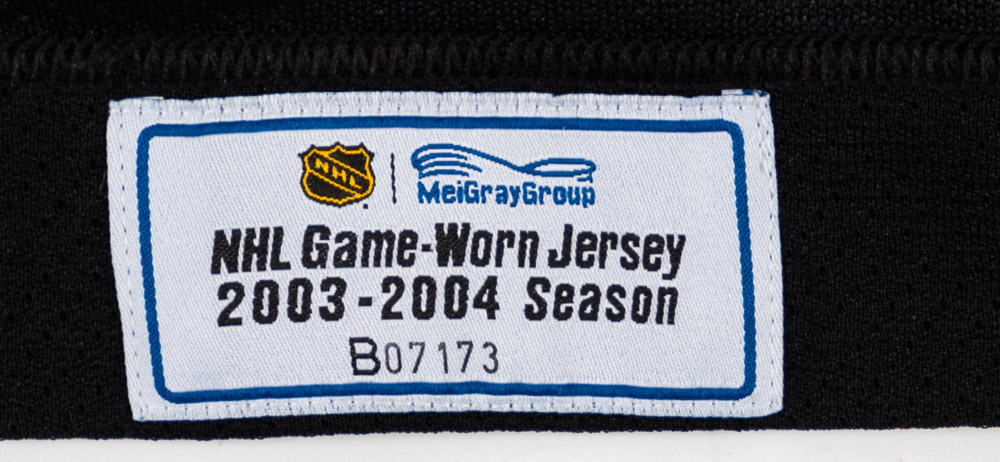 NHL
MeiGrayGroup
NHL Game-Worn Jersey
2003-2004 Season
B07173